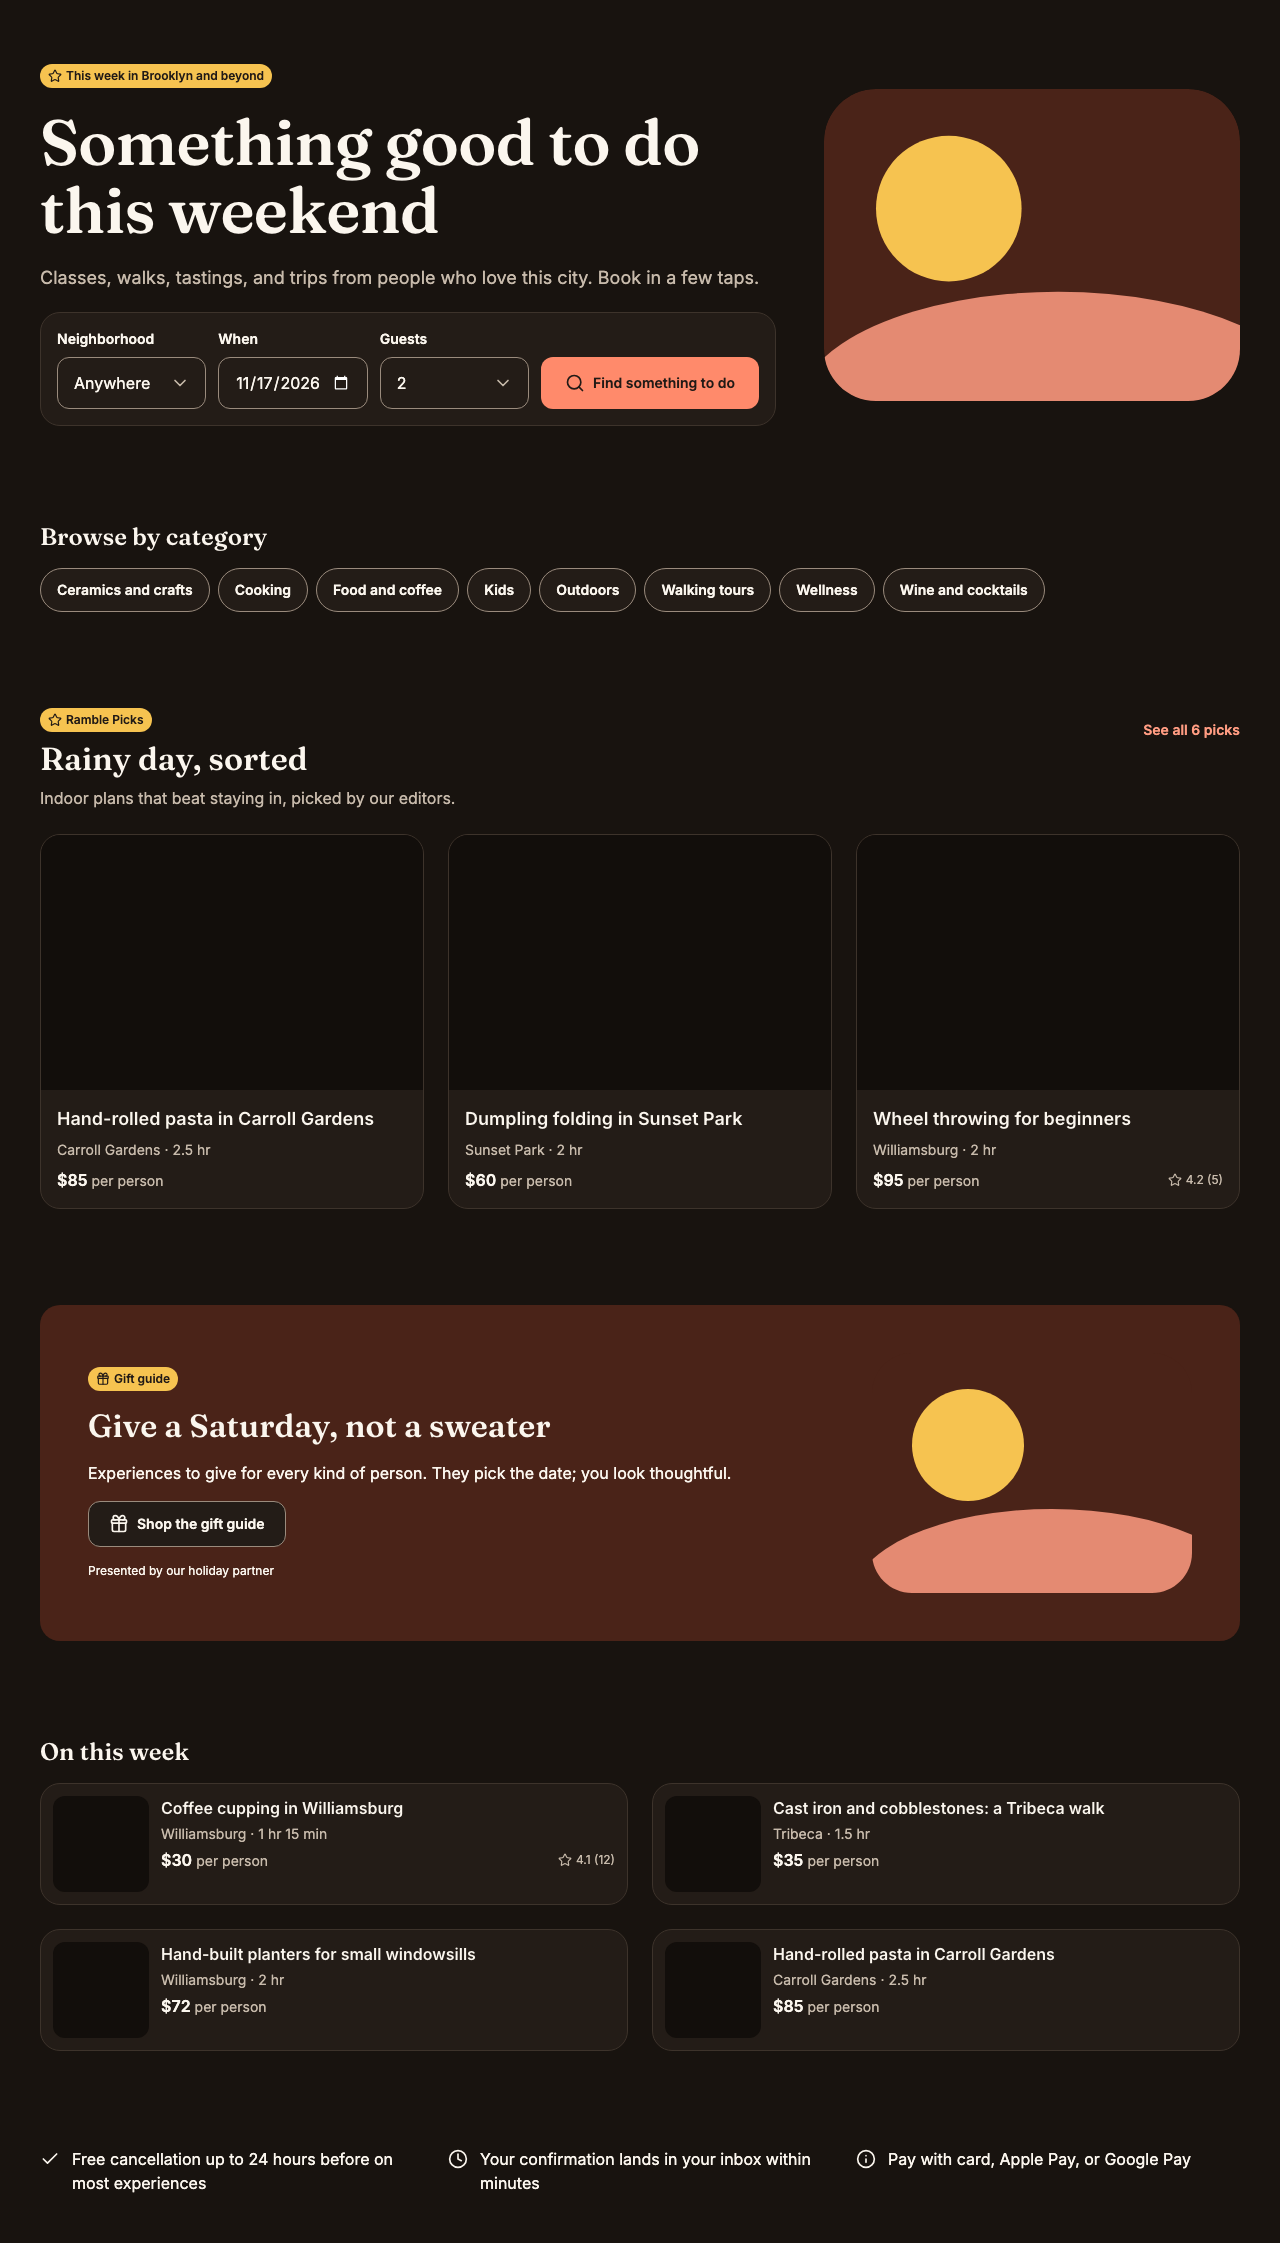 This week in Brooklyn and beyond
Something good to do
this weekend
Classes, walks, tastings, and trips from people who love this city. Book in a few taps.
Neighborhood
When
Guests
Anywhere
11/17/2026
2
Find something to do
Browse by category
Ceramics and crafts
Cooking
Food and coffee
Kids
Outdoors
Walking tours
Wellness
Wine and cocktails
Ramble Picks
See all 6 picks
Rainy day, sorted
Indoor plans that beat staying in, picked by our editors.
Hand-rolled pasta in Carroll Gardens
Carroll Gardens · 2.5 hr
$85 per person
Dumpling folding in Sunset Park
Sunset Park · 2 hr
$60 per person
Wheel throwing for beginners
Williamsburg · 2 hr
$95 per person
4.2 (5)
Gift guide
Give a Saturday, not a sweater
Experiences to give for every kind of person. They pick the date; you look thoughtful.
Shop the gift guide
Presented by our holiday partner
On this week
Coffee cupping in Williamsburg
Williamsburg · 1 hr 15 min
$30 per person
4.1 (12)
Cast iron and cobblestones: a Tribeca walk
Tribeca · 1.5 hr
$35 per person
Hand-built planters for small windowsills
Williamsburg · 2 hr
$72 per person
Hand-rolled pasta in Carroll Gardens
Carroll Gardens · 2.5 hr
$85 per person
Free cancellation up to 24 hours before on
most experiences
Your confirmation lands in your inbox within
minutes
Pay with card, Apple Pay, or Google Pay